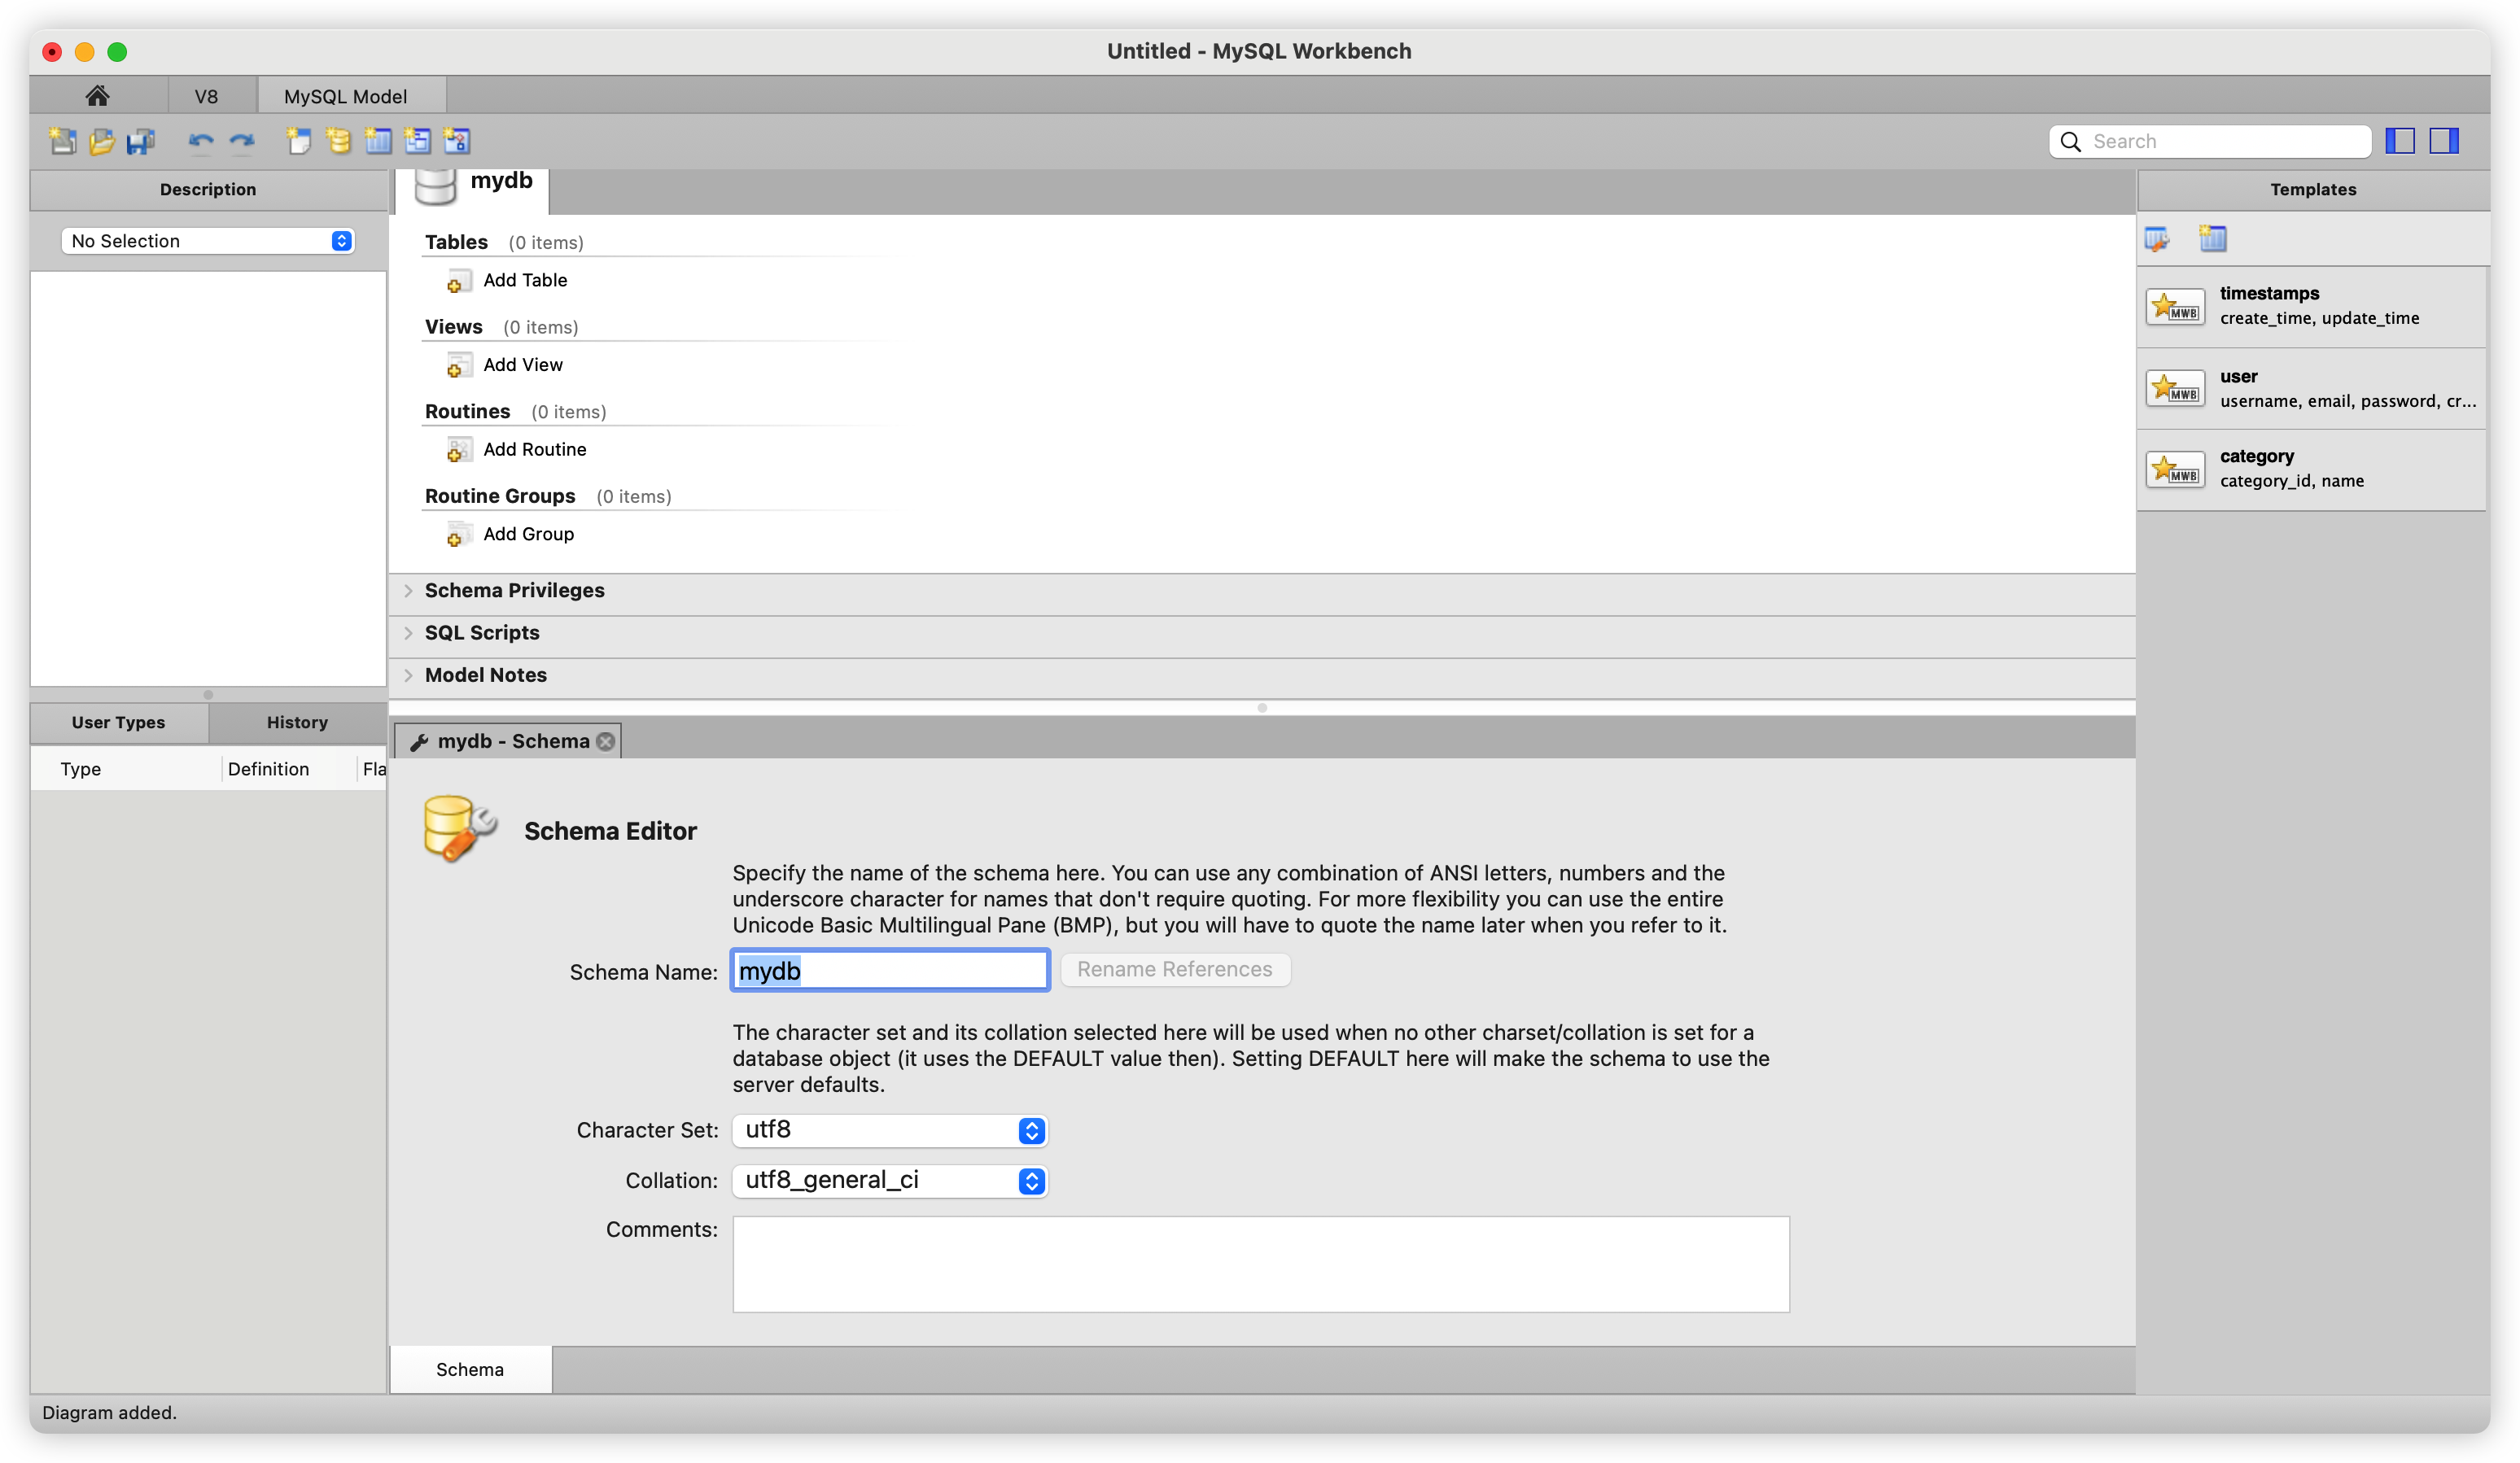 Untitled - MySQL Workbench
V8
MySQL Model
Search
Description
No Selection
mydb
Tables (0 items)
Add Table
Views (0 items)
Add View
Routines (0 items)
Add Routine
Routine Groups (0 items)
Add Group
Schema Privileges
SQL Scripts
Model Notes
Templates
timestamps
create_time, update_time
user
username, email, password, cr...
category
category_id, name
User Types
History
Type
Definition
Fla
mydb - Schema
Schema Editor
Specify the name of the schema here. You can use any combination of ANSI letters, numbers and the
underscore character for names that don't require quoting. For more flexibility you can use the entire
Unicode Basic Multilingual Pane (BMP), but you will have to quote the name later when you refer to it.
Schema Name: mydb
Rename References
The character set and its collation selected here will be used when no other charset/collation is set for a
database object (it uses the DEFAULT value then). Setting DEFAULT here will make the schema to use the
server defaults.
Character Set: utf8
Collation: utf8_general_ci
Comments:
Schema
Diagram added.
MWB
MWB
MWB